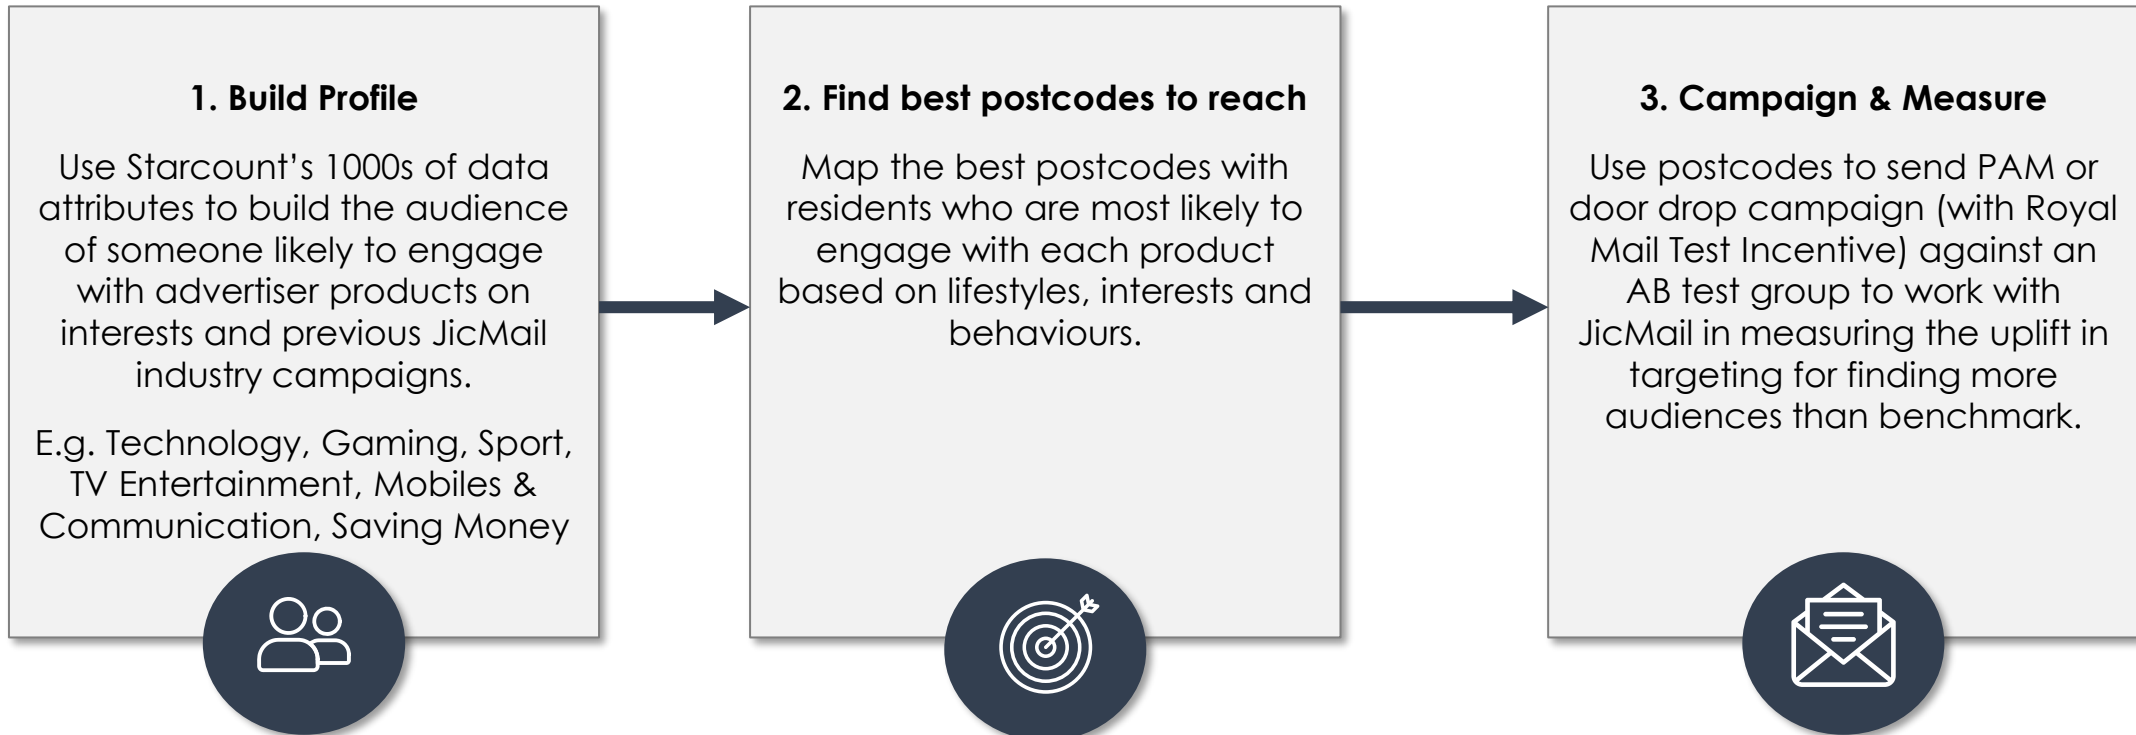 1. Build Profile
Use Starcount’s 1000s of data
attributes to build the audience
of someone likely to engage
with advertiser products on
interests and previous JicMail
industry campaigns.
E.g. Technology, Gaming, Sport,
TV Entertainment, Mobiles &
Communication, Saving Money
2. Find best postcodes to reach
Map the best postcodes with
residents who are most likely to
engage with each product
based on lifestyles, interests and
behaviours.
3. Campaign & Measure
Use postcodes to send PAM or
door drop campaign (with Royal
Mail Test Incentive) against an
AB test group to work with
JicMail in measuring the uplift in
targeting for finding more
audiences than benchmark.